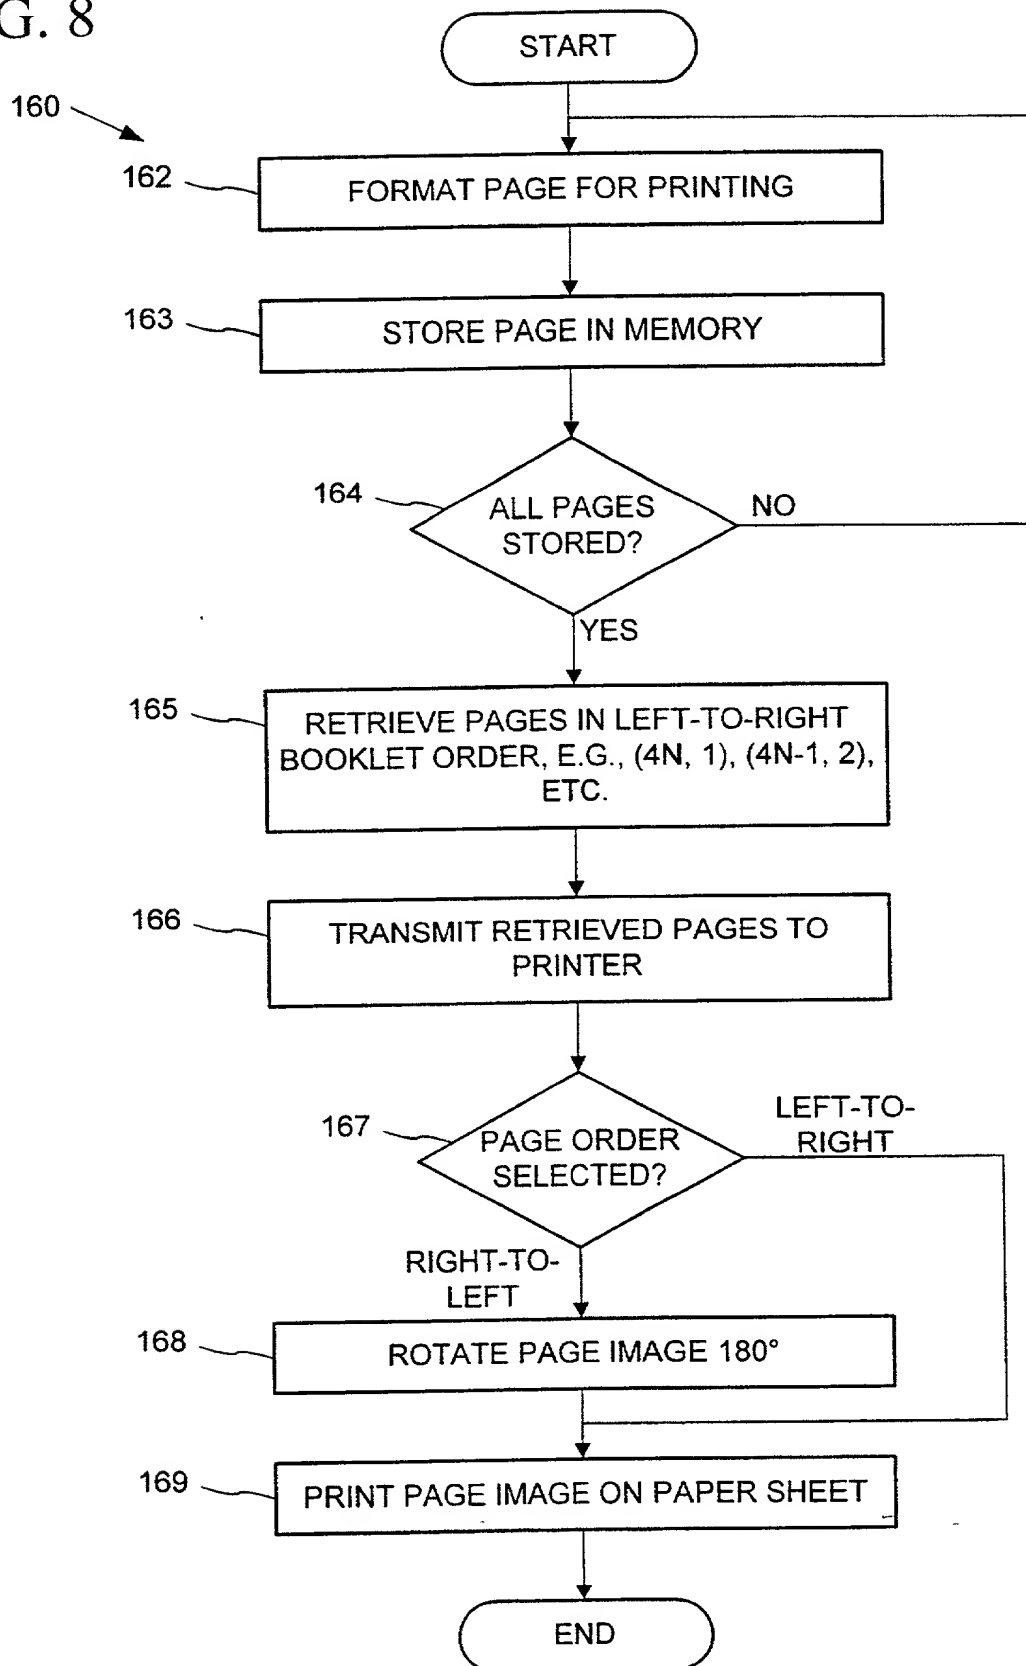 G. 8
START
160
162
FORMAT PAGE FOR PRINTING
163
STORE PAGE IN MEMORY
164
ALL PAGES
STORED?
NO
YES
165
RETRIEVE PAGES IN LEFT-TO-RIGHT
BOOKLET ORDER, E.G., (4N, 1), (4N-1, 2),
ETC.
166
TRANSMIT RETRIEVED PAGES TO
PRINTER
167
PAGE ORDER
SELECTED?
LEFT-TO-
RIGHT
RIGHT-TO-
LEFT
168
ROTATE PAGE IMAGE 180°
169
PRINT PAGE IMAGE ON PAPER SHEET
END